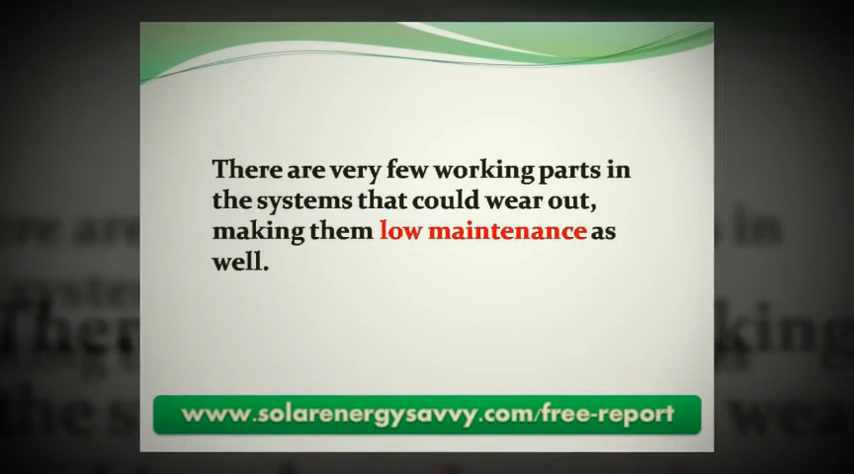 There are very few working parts in
the systems that could wear out,
making them low maintenance as
well.
www.solarenergysavvy.com/free-report